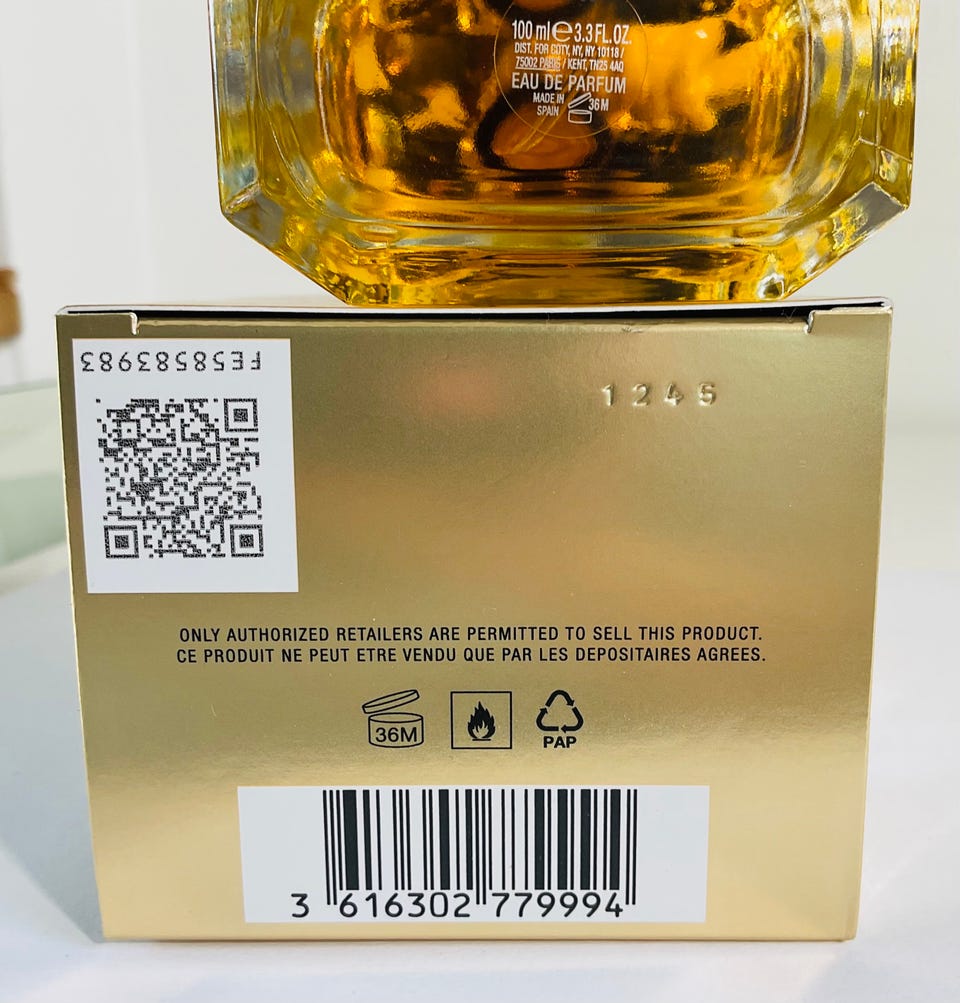 100 ml e 3.3 FL.OZ.
DIST. FOR COTY, NY, NY 10118 /
75002 PARIS / KENT, TN25 4AQ
EAU DE PARFUM
MADE IN
SPAIN
36M
FE58583983
1245
ONLY AUTHORIZED RETAILERS ARE PERMITTED TO SELL THIS PRODUCT.
CE PRODUIT NE PEUT ETRE VENDU QUE PAR LES DEPOSITAIRES AGREES.
36M
PAP
3 616302 779994